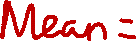 Mean =